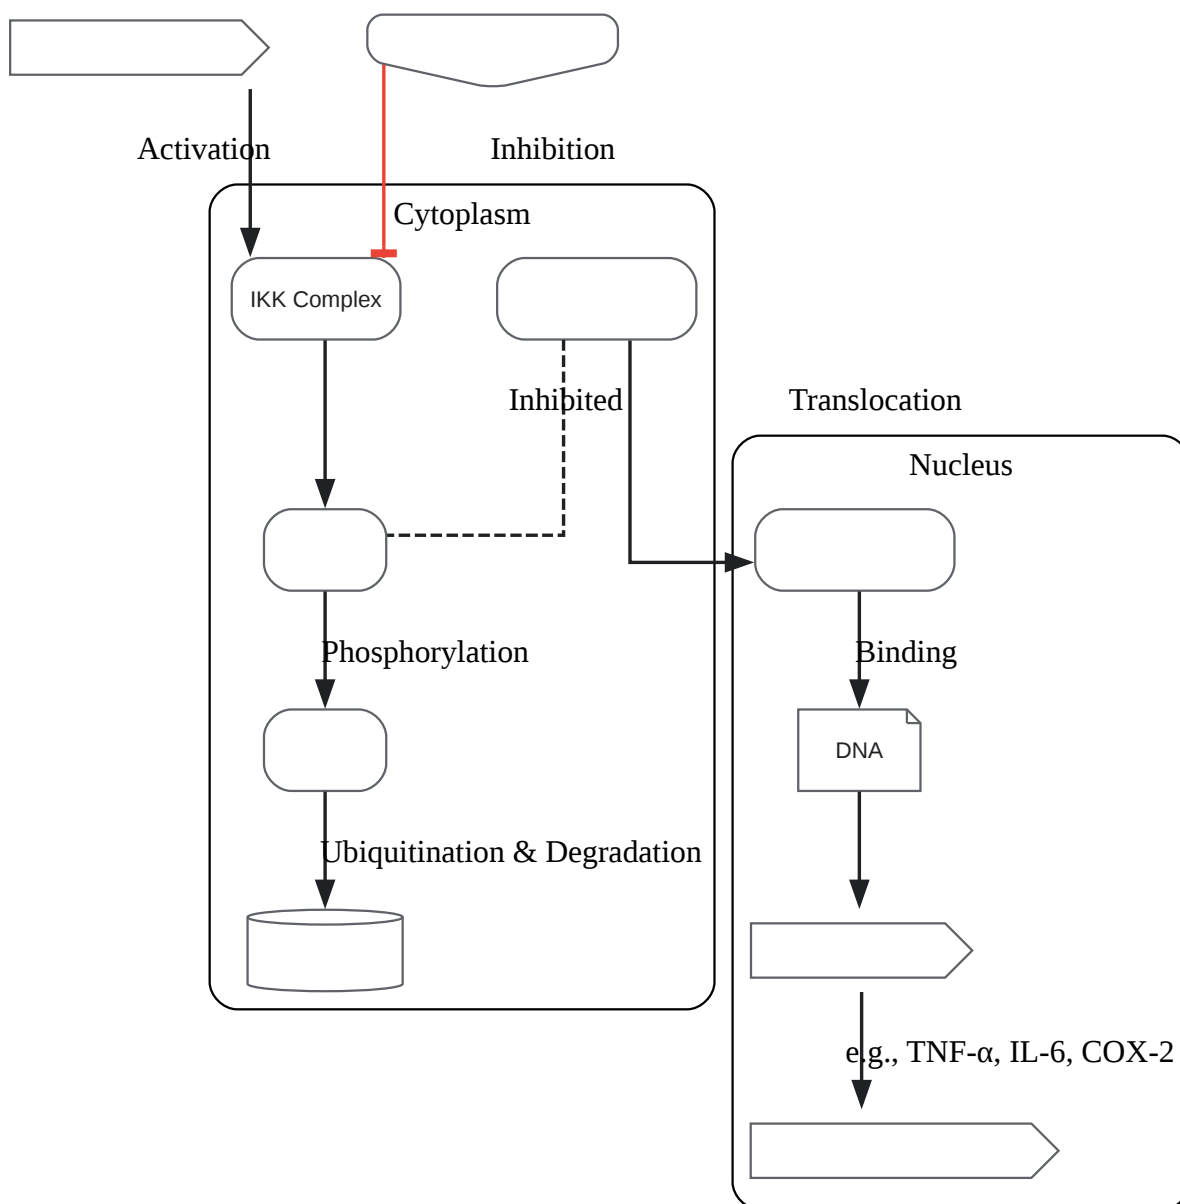 Activation
Inhibition
Cytoplasm
IKK Complex
Inhibited
Translocation
Nucleus
Phosphorylation
Binding
DNA
Ubiquitination & Degradation
e.g., TNF-α, IL-6, COX-2